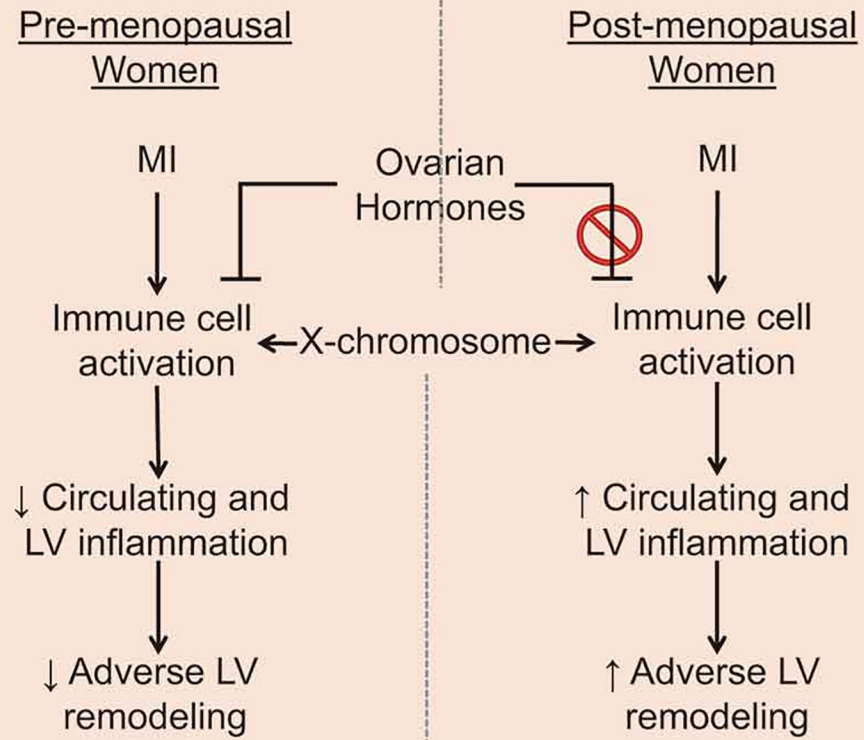 Pre-menopausal
Women
Post-menopausal
Women
MI
Ovarian
Hormones
MI
Immune cell
activation
X-chromosome
Immune cell
activation
↓ Circulating and
LV inflammation
↑ Circulating and
LV inflammation
↓ Adverse LV
remodeling
↑ Adverse LV
remodeling